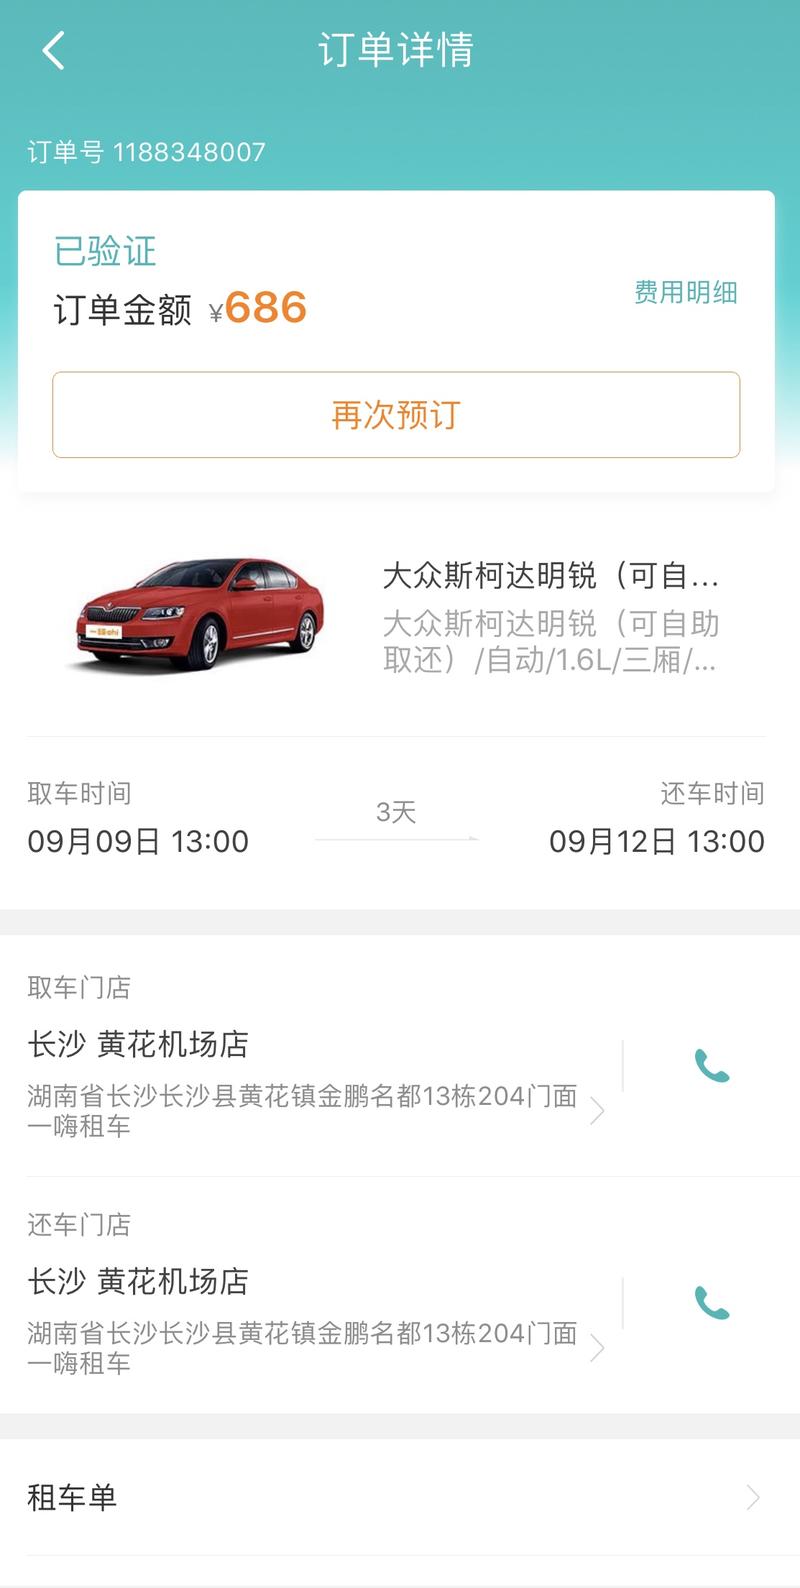 订单详情
订单号 1188348007
已验证
订单金额 ¥686
费用明细
再次预订
大众斯柯达明锐（可自...
大众斯柯达明锐（可自助
取还）/自动/1.6L/三厢/...
取车时间
3天
还车时间
09月09日 13:00
09月12日 13:00
取车门店
长沙 黄花机场店
湖南省长沙长沙县黄花镇金鹏名都13栋204门面
一嗨租车
还车门店
长沙 黄花机场店
湖南省长沙长沙县黄花镇金鹏名都13栋204门面
一嗨租车
租车单